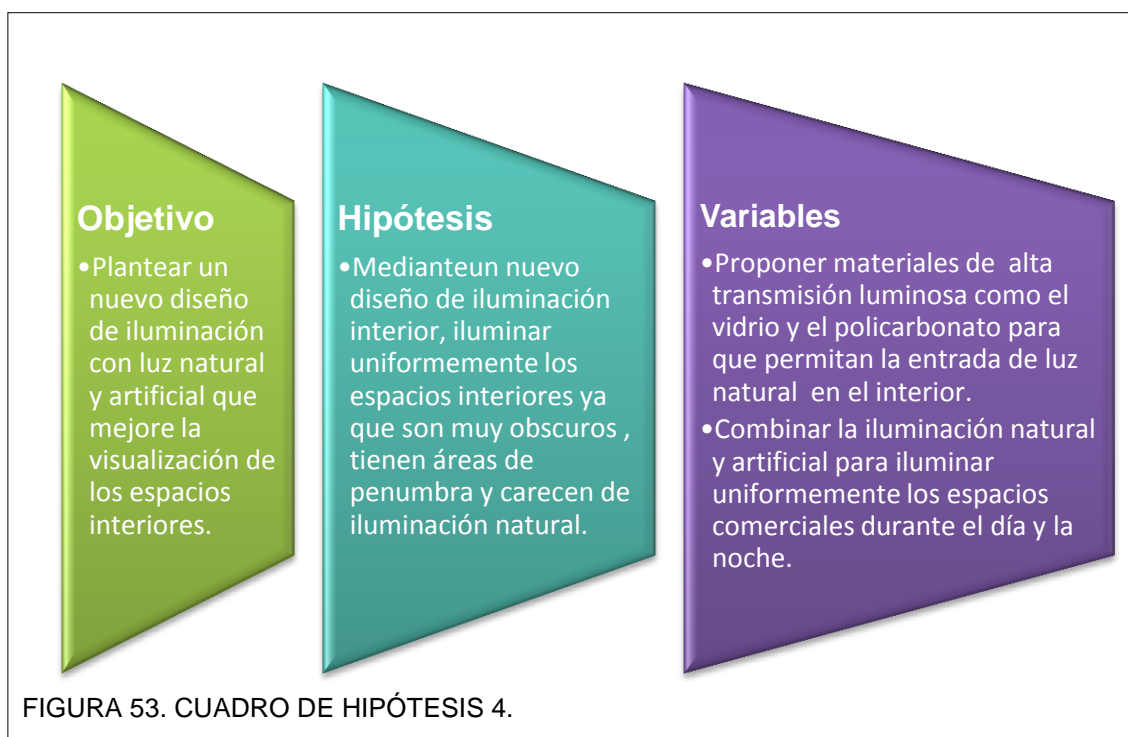 Objetivo
•Plantear un
nuevo diseño
de iluminación
con luz natural
y artificial que
mejore la
visualización de
los espacios
interiores.
Hipótesis
•Medianteun nuevo
diseño de iluminación
interior, iluminar
uniformemente los
espacios interiores ya
que son muy obscuros ,
tienen áreas de
penumbra y carecen de
iluminación natural.
Variables
•Proponer materiales de alta
transmisión luminosa como el
vidrio y el policarbonato para
que permitan la entrada de luz
natural en el interior.
•Combinar la iluminación natural
y artificial para iluminar
uniformemente los espacios
comerciales durante el día y la
noche.
FIGURA 53. CUADRO DE HIPÓTESIS 4.